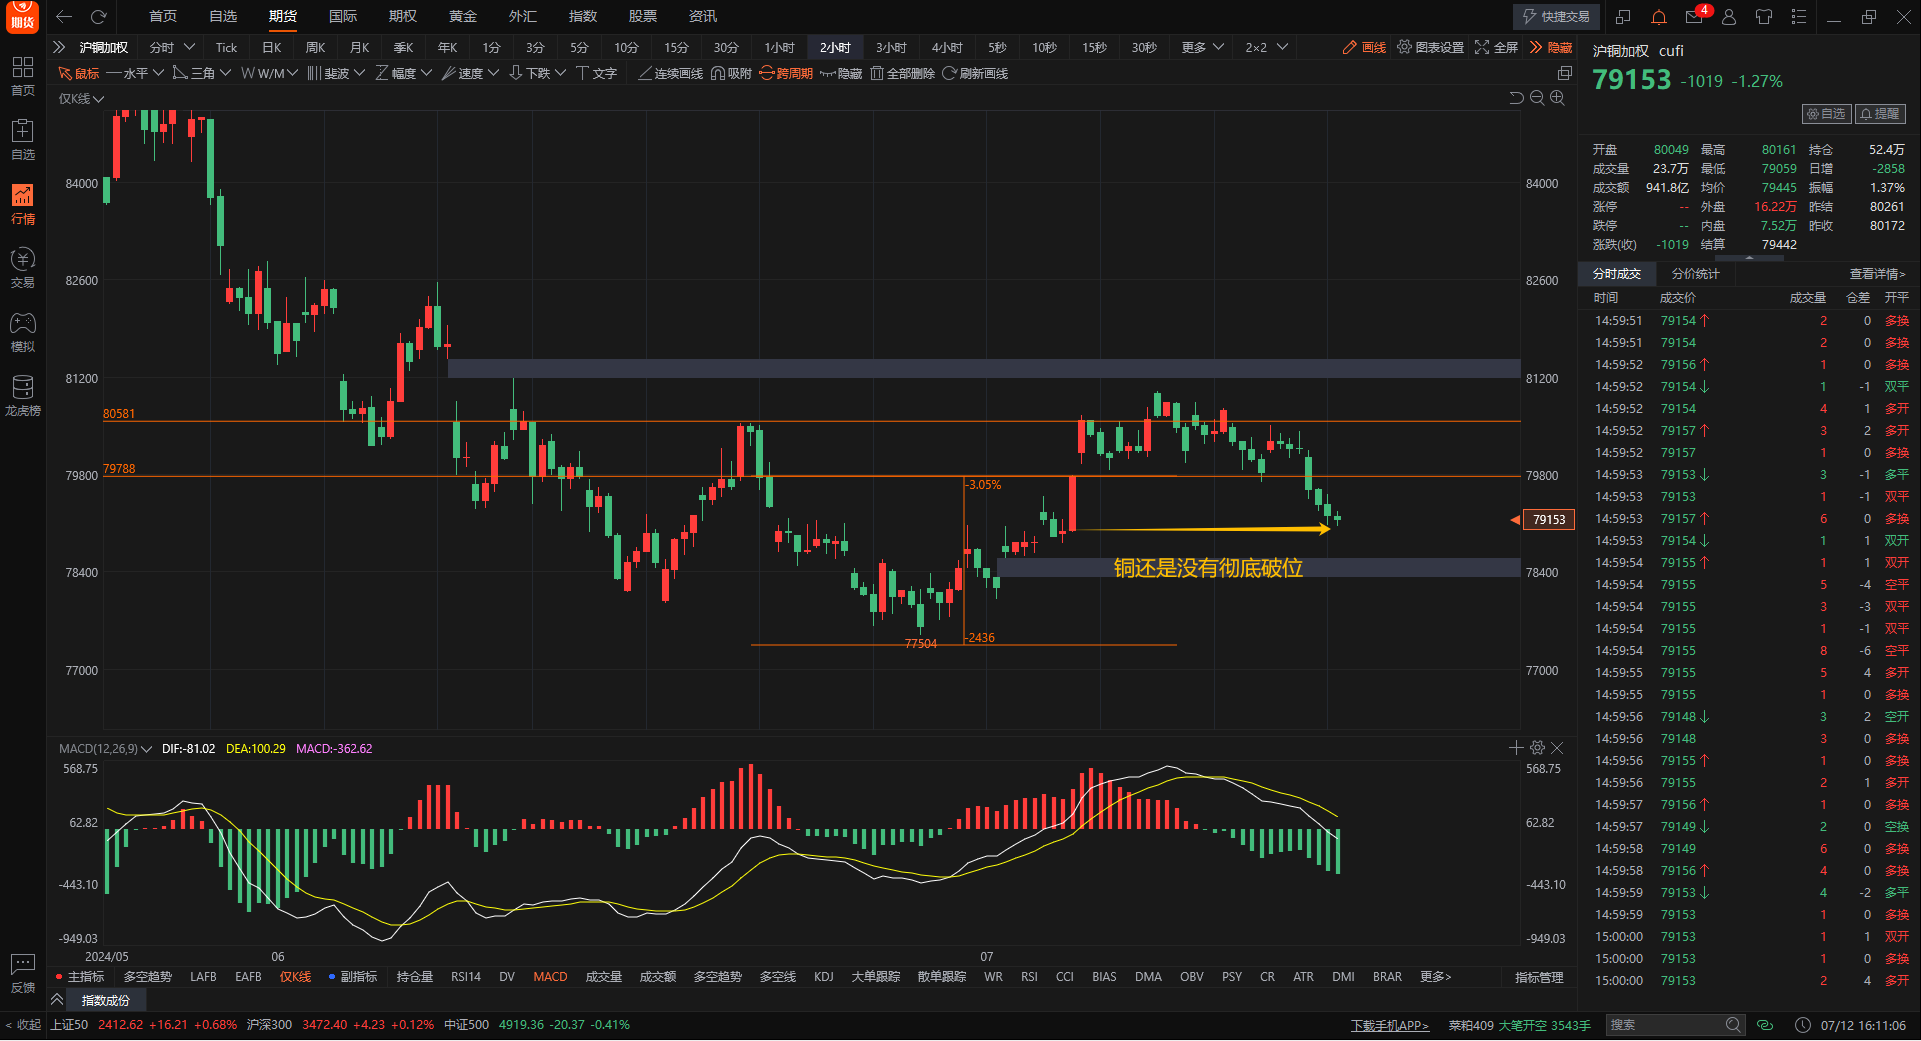 期货
首页 自选 期货 国际 期权 黄金 外汇 指数 股票 资讯
快捷交易 4
沪铜加权 分时 Tick 日K 周K 月K 季K 年K 1分 3分 5分 10分 15分 30分 1小时 2小时 3小时 4小时 5秒 10秒 15秒 30秒 更多 2×2 画线 图表设置 全屏 隐藏
鼠标 水平 三角 W/M 斐波 幅度 速度 下跌 文字 连续画线 吸附 跨周期 隐藏 全部删除 刷新画线
仅K线
首页
自选
行情
交易
模拟
龙虎榜
反馈
84000 84000
82600 82600
81200 81200
80581
79788
79800 79800
-3.05%
79153
铜还是没有彻底破位
78400 78400
77504 -2436
77000 77000
MACD(12,26,9) DIF:-81.02 DEA:100.29 MACD:-362.62
568.75 568.75
62.82 62.82
-443.10 -443.10
-949.03 -949.03
2024/05 06 07
主指标 多空趋势 LAFB EAFB 仅K线 副指标 持仓量 RSI14 DV MACD 成交量 成交额 多空趋势 多空线 KDJ 大单跟踪 散单跟踪 WR RSI CCI BIAS DMA OBV PSY CR ATR DMI BRAR 更多> 指标管理
指数成份
< 收起 上证50 2412.62 +16.21 +0.68% 沪深300 3472.40 +4.23 +0.12% 中证500 4919.36 -20.37 -0.41% 下载手机APP> 菜粕409 大笔开空 3543手 搜索 07/12 16:11:06
沪铜加权 cufi
79153 -1019 -1.27%
自选 提醒
开盘 80049 最高 80161 持仓 52.4万
成交量 23.7万 最低 79059 日增 -2858
成交额 941.8亿 均价 79445 振幅 1.37%
涨停 -- 外盘 16.22万 昨结 80261
跌停 -- 内盘 7.52万 昨收 80172
涨跌(收) -1019 结算 79442
分时成交 分价统计 查看详情>
时间 成交价 成交量 仓差 开平
14:59:51 79154↑ 2 0 多换
14:59:51 79154 2 0 多换
14:59:52 79156↑ 1 0 多换
14:59:52 79154↓ 1 -1 双平
14:59:52 79154 4 1 多开
14:59:52 79157↑ 3 2 多开
14:59:52 79157 1 0 多换
14:59:53 79153↓ 3 -1 多平
14:59:53 79153 1 -1 双平
14:59:53 79157↑ 6 0 多换
14:59:53 79154↓ 1 1 双开
14:59:54 79155↑ 1 1 双开
14:59:54 79155 5 -4 空平
14:59:54 79155 3 -3 双平
14:59:54 79155 1 -1 双平
14:59:54 79155 8 -6 空平
14:59:55 79155 5 4 多开
14:59:55 79155 1 0 多换
14:59:56 79148↓ 3 2 空开
14:59:56 79148 3 0 多换
14:59:56 79155↑ 1 0 多换
14:59:56 79155 2 1 多开
14:59:57 79156↑ 1 0 多换
14:59:57 79149↓ 2 0 空换
14:59:58 79149 6 0 多换
14:59:58 79156↑ 4 0 多换
14:59:59 79153↓ 4 -2 多平
14:59:59 79153 1 0 多换
15:00:00 79153 1 1 双开
15:00:00 79153 1 0 多换
15:00:00 79153 2 4 多开